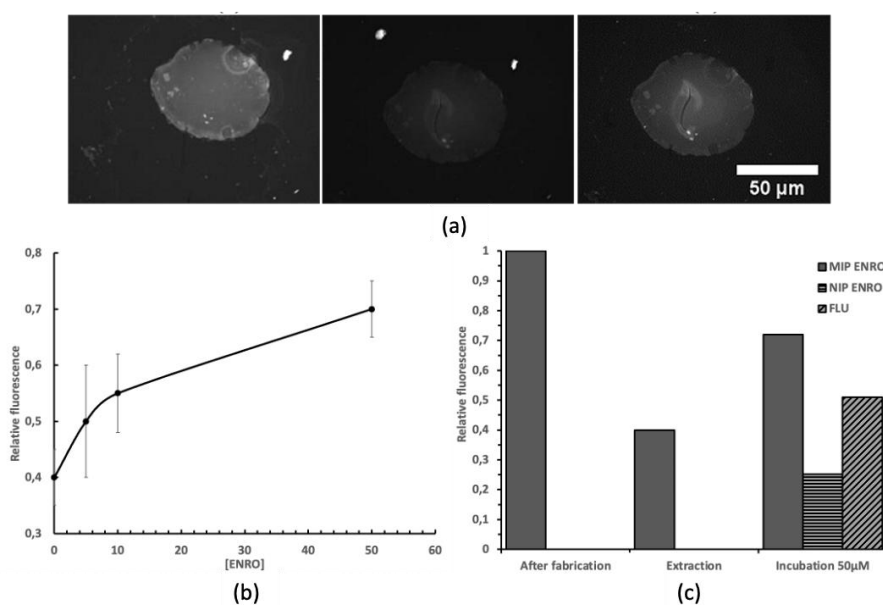 50 µm
(a)
0,8
0,7
0,6
0,5
0,4
0,3
Relative fluorescence
0
10
20
30
40
50
60
[ENRO]
(b)
1
0,9
0,8
0,7
0,6
0,5
0,4
0,3
0,2
0,1
0
Relative fluorescence
MIP ENRO
NIP ENRO
FLU
After fabrication
Extraction
Incubation 50µM
(c)